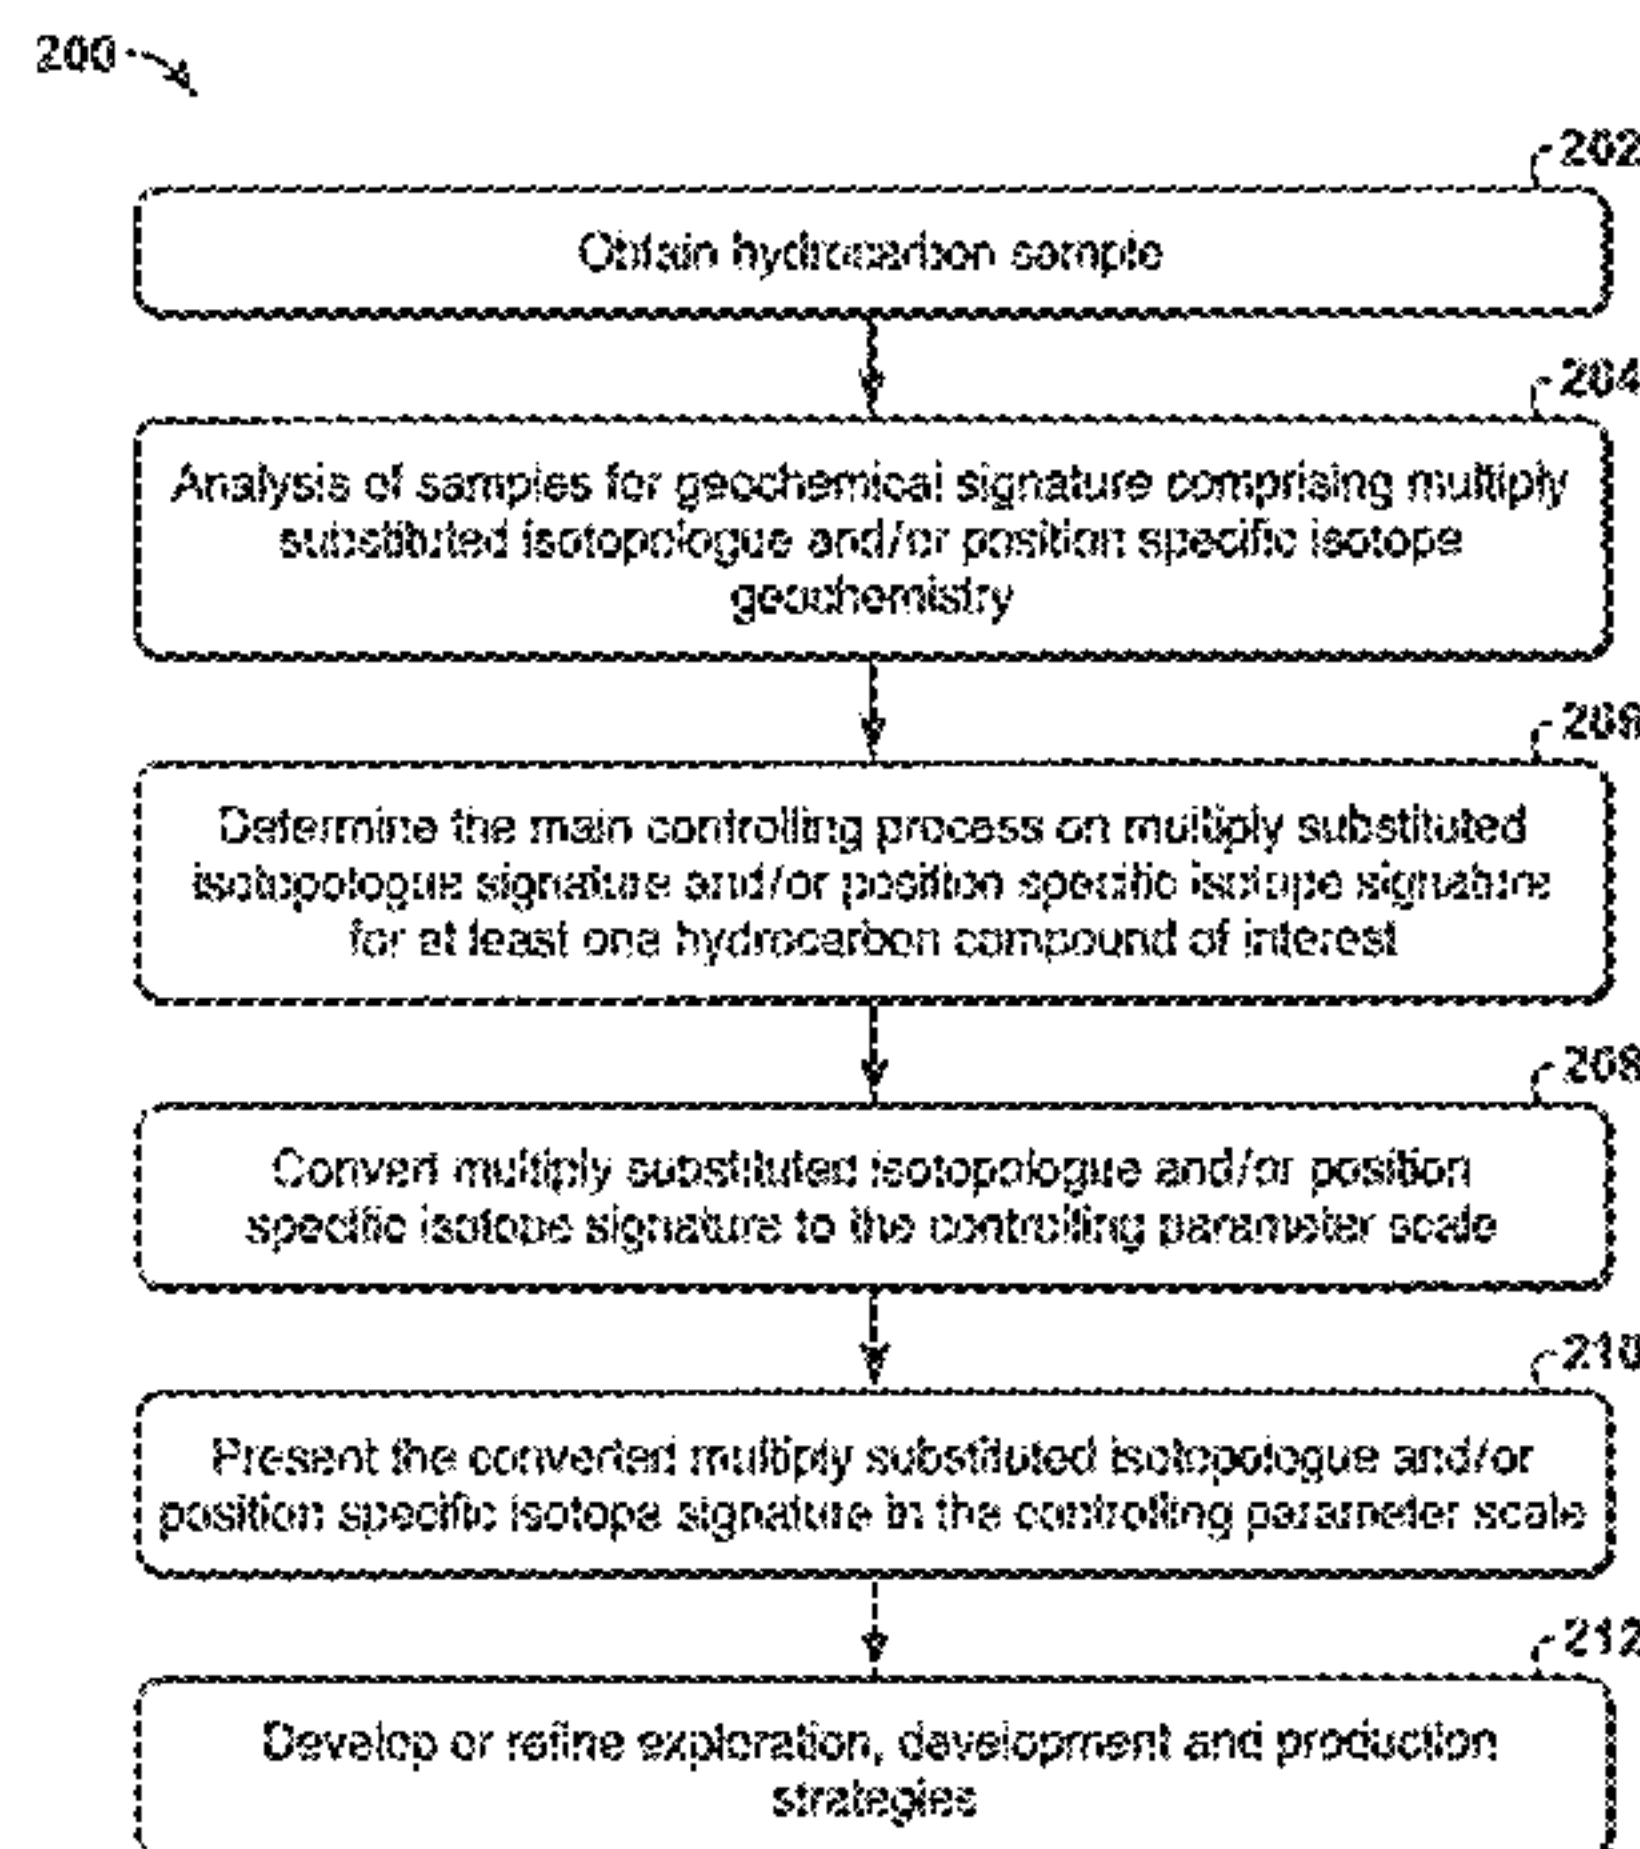 200
202
Obtain hydrocarbon sample
204
Analysis of samples for geochemical signature comprising multiply
substituted isotopologue and/or position specific isotope
geochemistry
206
Determine the main controlling process on multiply substituted
isotopologue signature and/or position specific isotope signature
for at least one hydrocarbon compound of interest
208
Convert multiply substituted isotopologue and/or position
specific isotope signature to the controlling parameter scale
210
Present the converted multiply substituted isotopologue and/or
position specific isotope signature in the controlling parameter scale
212
Develop or refine exploration, development and production
strategies